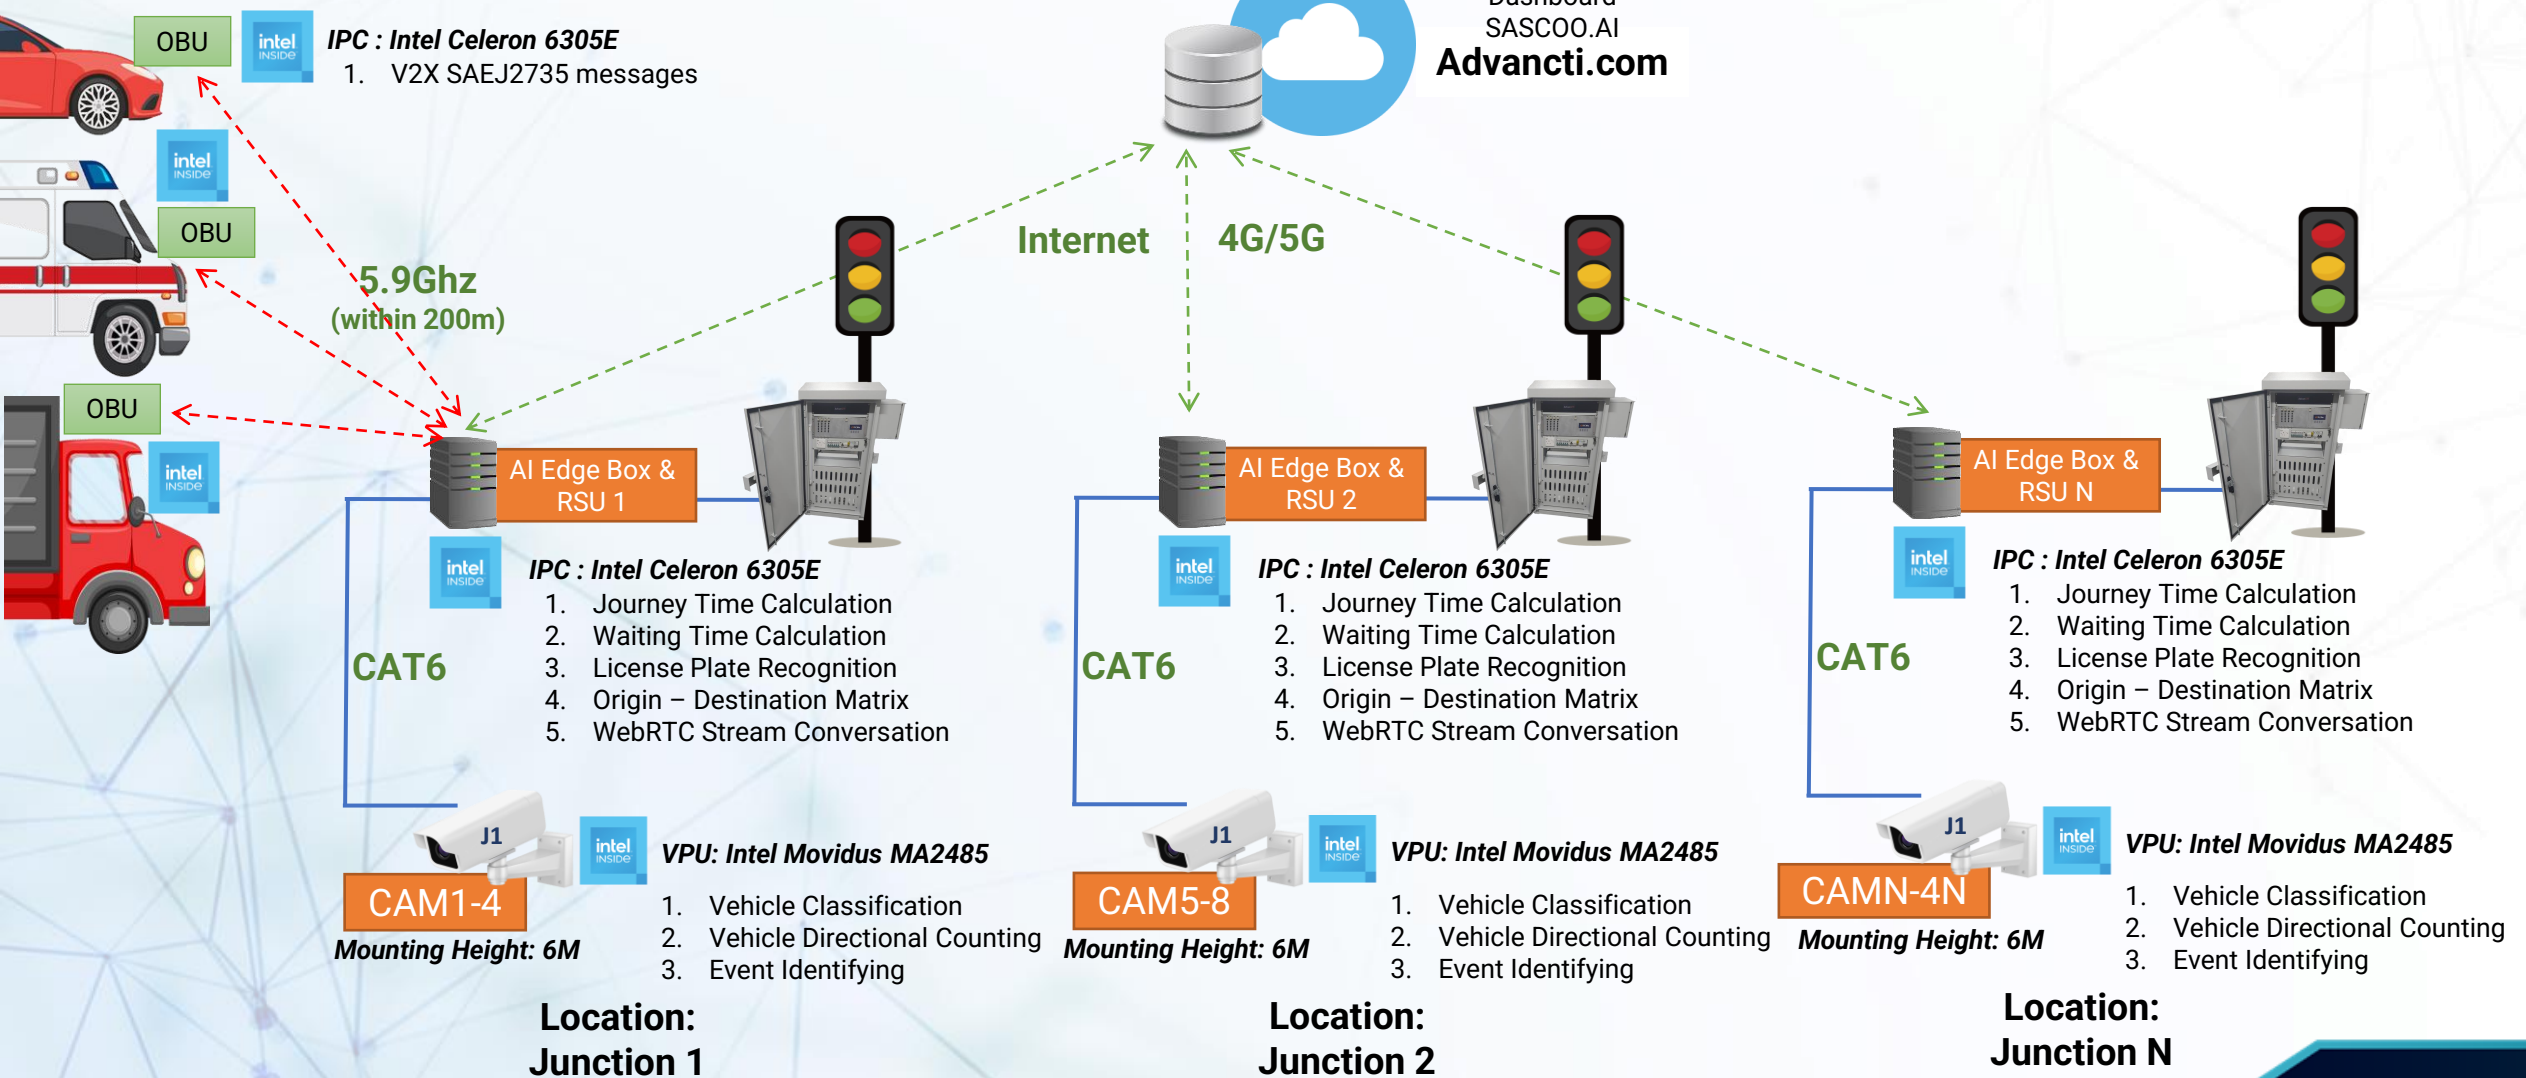 Dashboard
SASCOO.AI
Advancti.com
OBU
intel
INSIDE
IPC : Intel Celeron 6305E
1. V2X SAEJ2735 messages
intel
INSIDE
OBU
5.9Ghz
(within 200m)
OBU
intel
INSIDE
Internet
4G/5G
AI Edge Box &
RSU 1
intel
INSIDE
IPC : Intel Celeron 6305E
1. Journey Time Calculation
2. Waiting Time Calculation
3. License Plate Recognition
4. Origin – Destination Matrix
5. WebRTC Stream Conversation
CAT6
J1
CAM1-4
Mounting Height: 6M
intel
INSIDE
VPU: Intel Movidus MA2485
1. Vehicle Classification
2. Vehicle Directional Counting
3. Event Identifying
Location:
Junction 1
AI Edge Box &
RSU 2
intel
INSIDE
IPC : Intel Celeron 6305E
1. Journey Time Calculation
2. Waiting Time Calculation
3. License Plate Recognition
4. Origin – Destination Matrix
5. WebRTC Stream Conversation
CAT6
J1
CAM5-8
Mounting Height: 6M
intel
INSIDE
VPU: Intel Movidus MA2485
1. Vehicle Classification
2. Vehicle Directional Counting
3. Event Identifying
Location:
Junction 2
AI Edge Box &
RSU N
intel
INSIDE
IPC : Intel Celeron 6305E
1. Journey Time Calculation
2. Waiting Time Calculation
3. License Plate Recognition
4. Origin – Destination Matrix
5. WebRTC Stream Conversation
CAT6
J1
CAMN-4N
Mounting Height: 6M
intel
INSIDE
VPU: Intel Movidus MA2485
1. Vehicle Classification
2. Vehicle Directional Counting
3. Event Identifying
Location:
Junction N